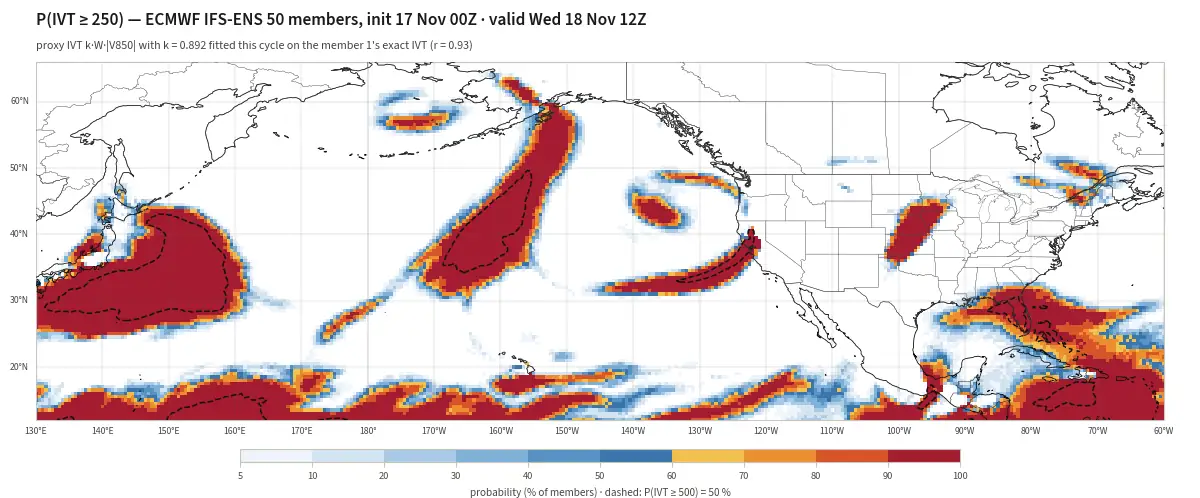 P(IVT ≥ 250) — ECMWF IFS-ENS 50 members, init 17 Nov 00Z · valid Wed 18 Nov 12Z
proxy IVT k·W·|V850| with k = 0.892 fitted this cycle on the member 1's exact IVT (r = 0.93)
60°N
50°N
40°N
30°N
20°N
130°E 140°E 150°E 160°E 170°E 180° 170°W 160°W 150°W 140°W 130°W 120°W 110°W 100°W 90°W 80°W 70°W 60°W
5 10 20 30 40 50 60 70 80 90 100
probability (% of members) · dashed: P(IVT ≥ 500) = 50 %